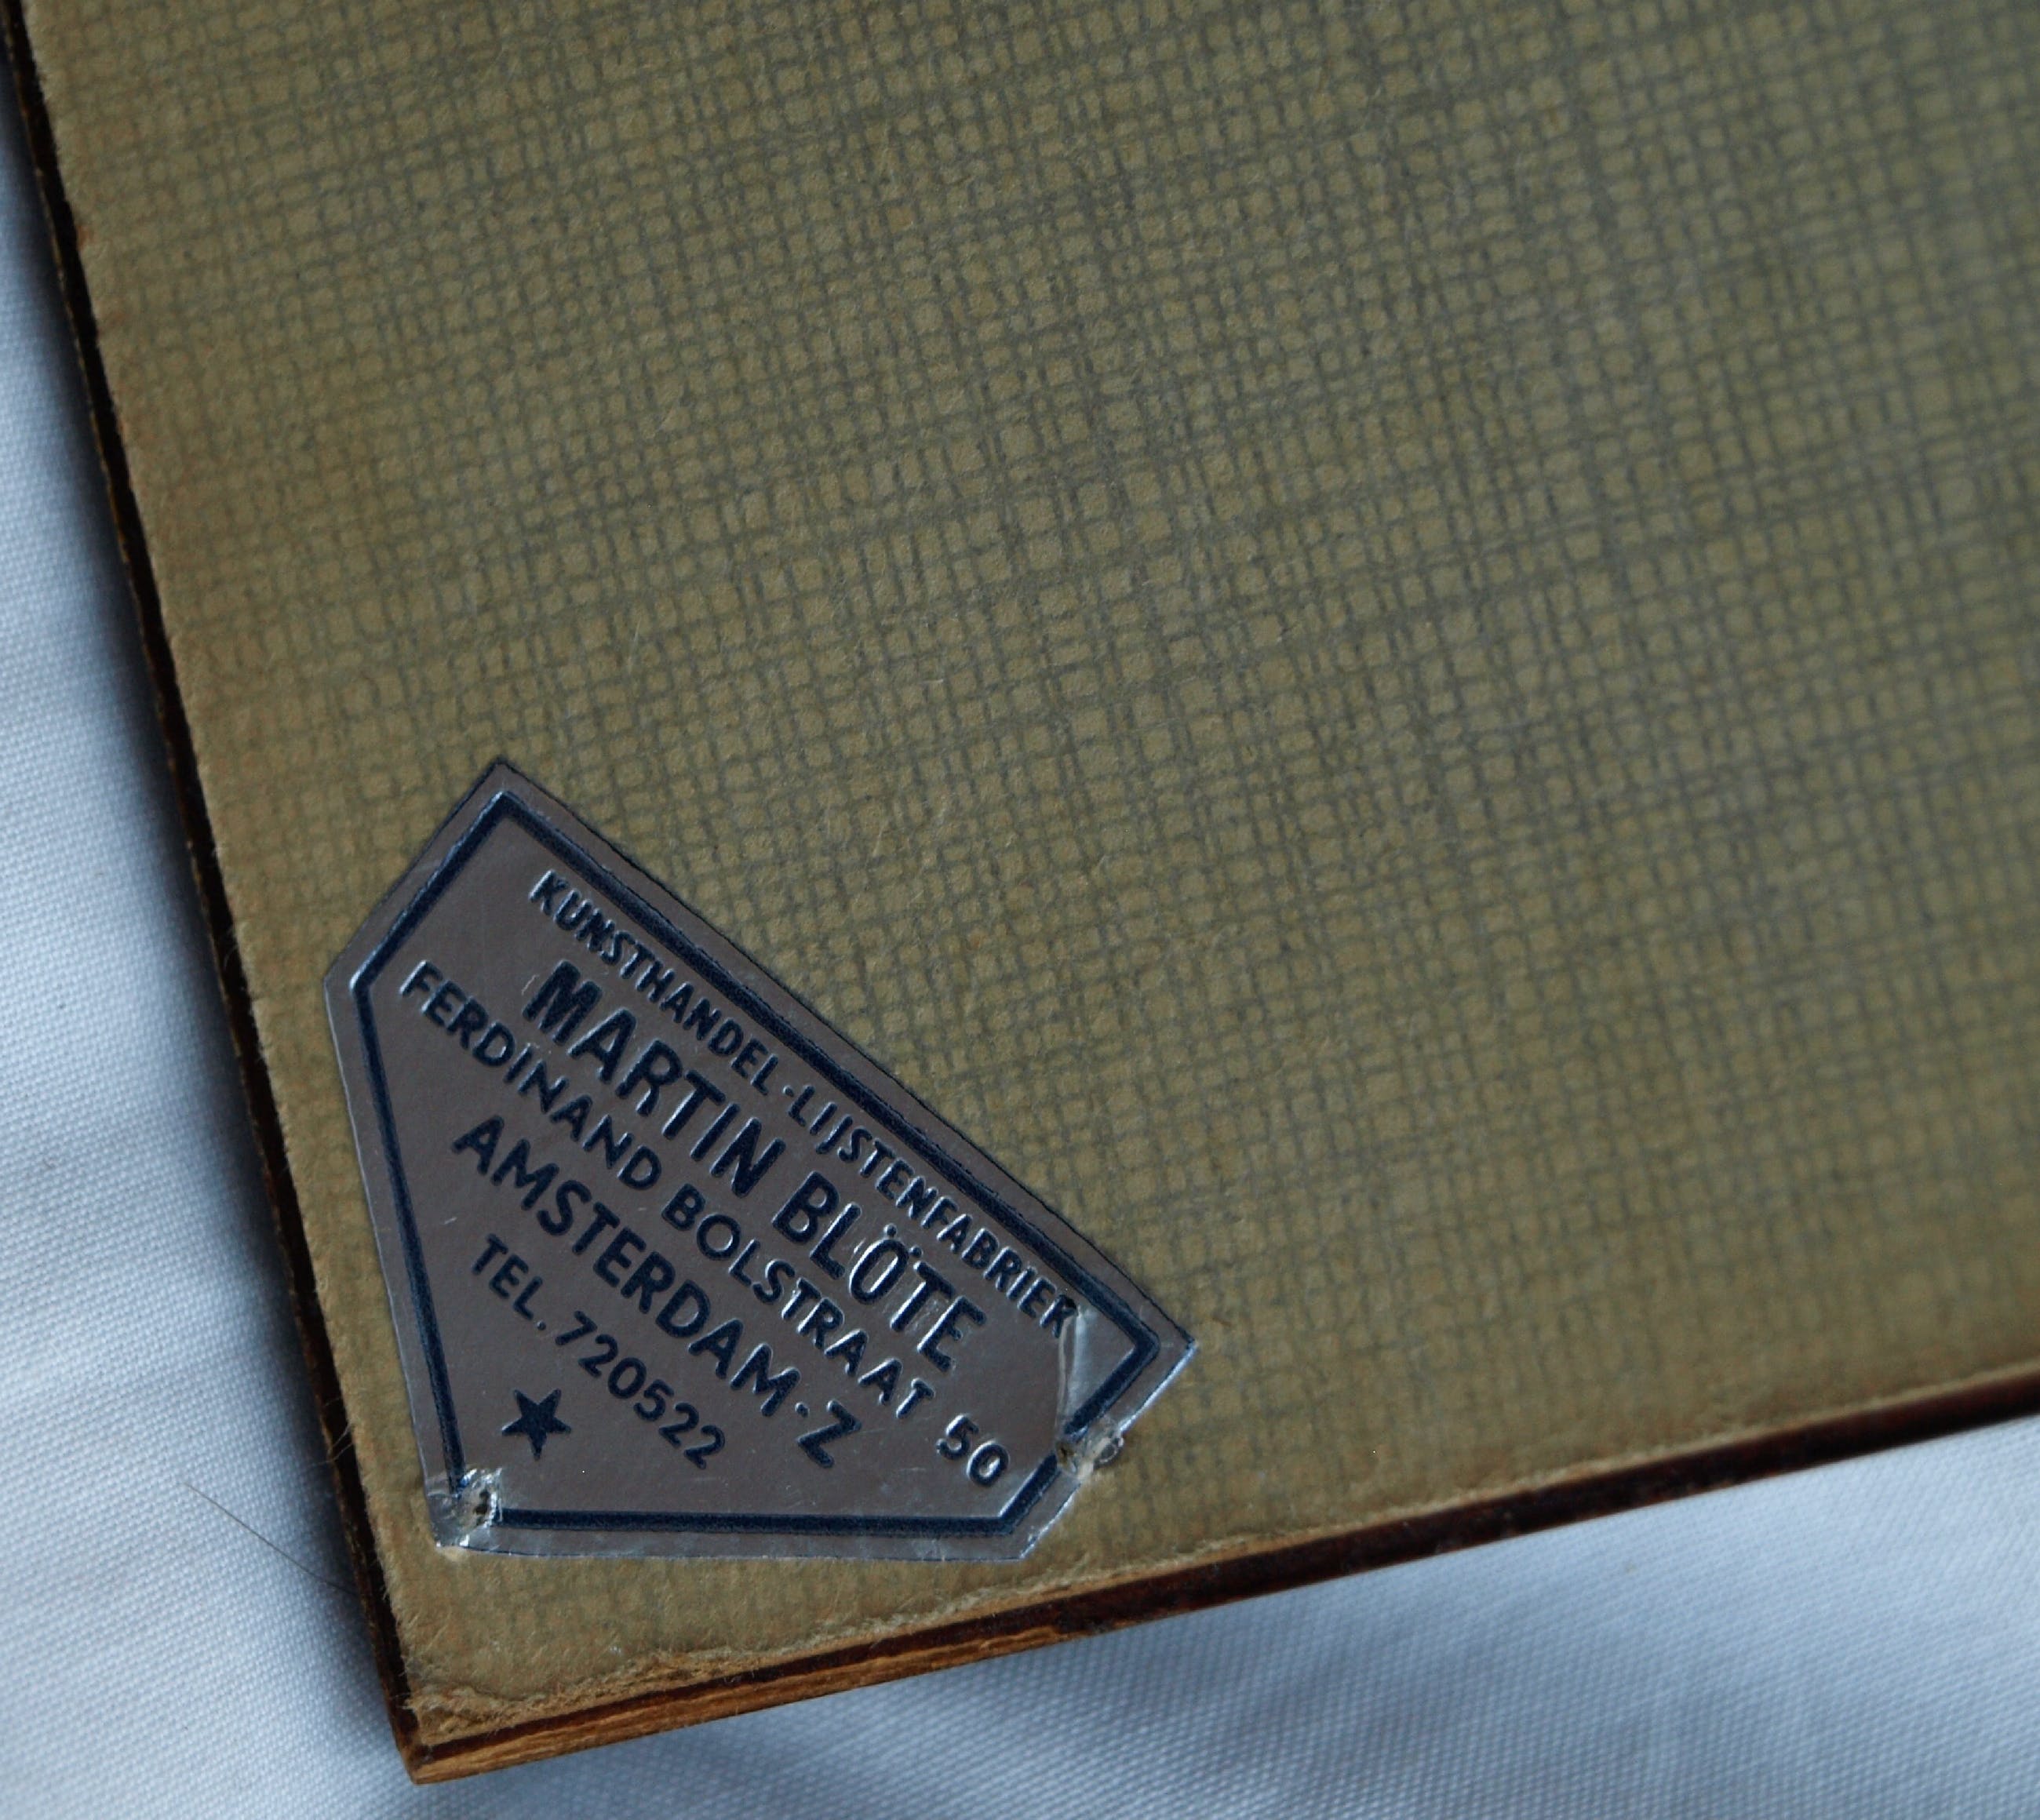 KUNSTHANDEL·LIJSTENFABRIEK
MARTIN BLÖTE
FERDINAND BOLSTRAAT 50
AMSTERDAM·Z
TEL. 720522